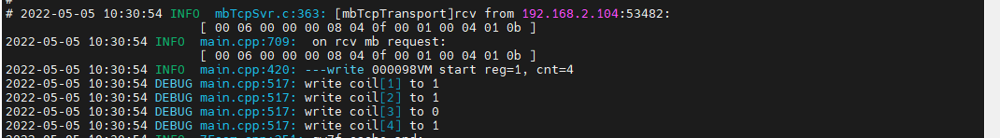 # 2022-05-05 10:30:54 INFO  mbTcpSvr.c:363: [mbTcpTransport]rcv from 192.168.2.104:53482:
[ 00 06 00 00 00 08 04 0f 00 01 00 04 01 0b ]
2022-05-05 10:30:54 INFO  main.cpp:709:  on rcv mb request:
[ 00 06 00 00 00 08 04 0f 00 01 00 04 01 0b ]
2022-05-05 10:30:54 INFO  main.cpp:420: ---write 000098VM start reg=1, cnt=4
2022-05-05 10:30:54 DEBUG main.cpp:517: write coil[1] to 1
2022-05-05 10:30:54 DEBUG main.cpp:517: write coil[2] to 1
2022-05-05 10:30:54 DEBUG main.cpp:517: write coil[3] to 0
2022-05-05 10:30:54 DEBUG main.cpp:517: write coil[4] to 1
2022-05-05 10:30:54 INFO